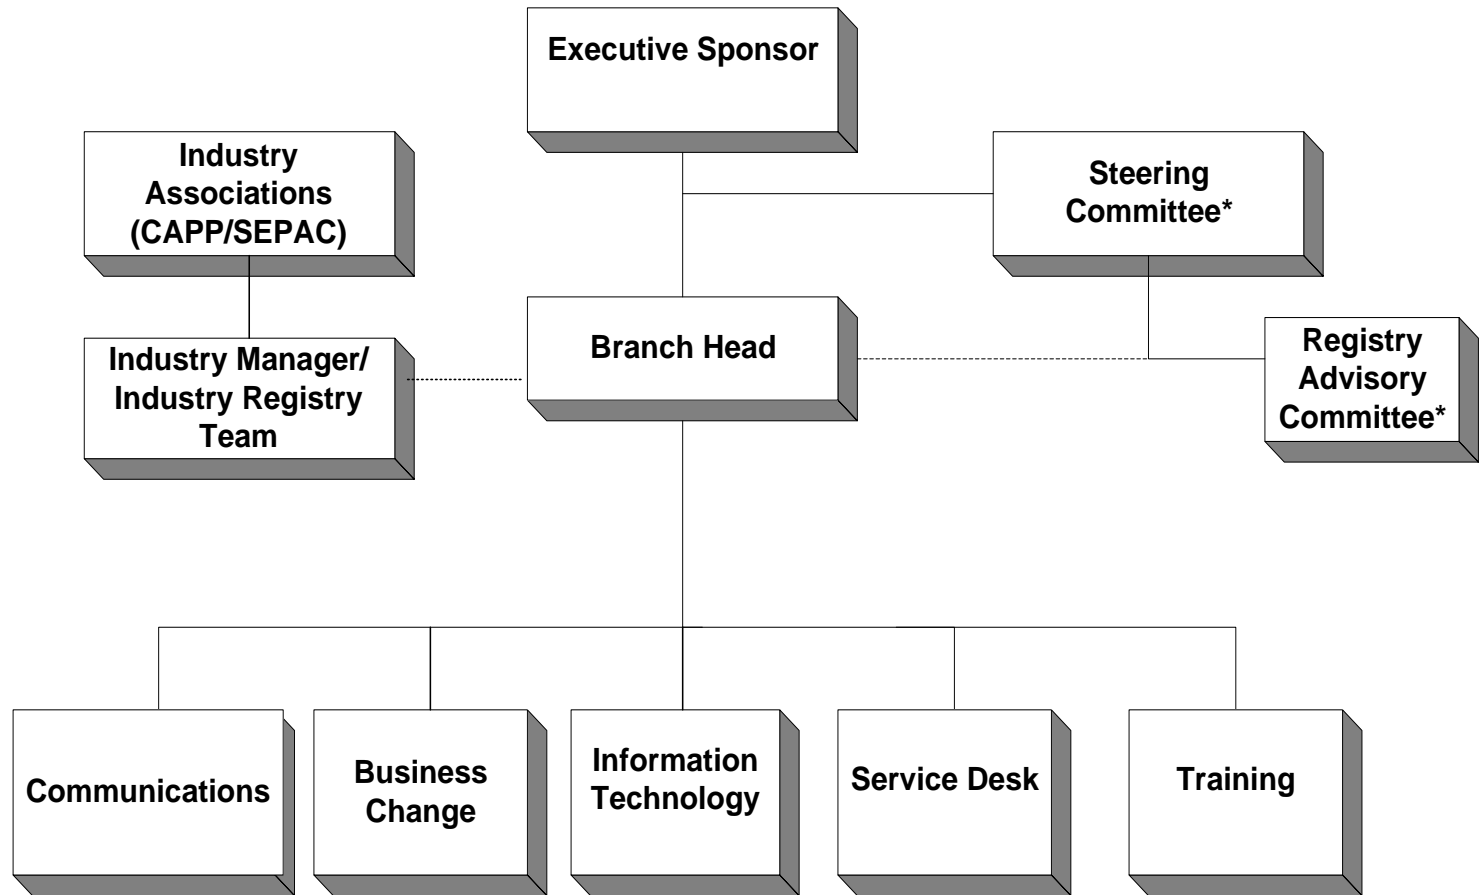 Executive Sponsor
Industry
Associations
(CAPP/SEPAC)
Steering
Committee*
Industry Manager/
Industry Registry
Team
Branch Head
Registry
Advisory
Committee*
Communications
Business
Change
Information
Technology
Service Desk
Training